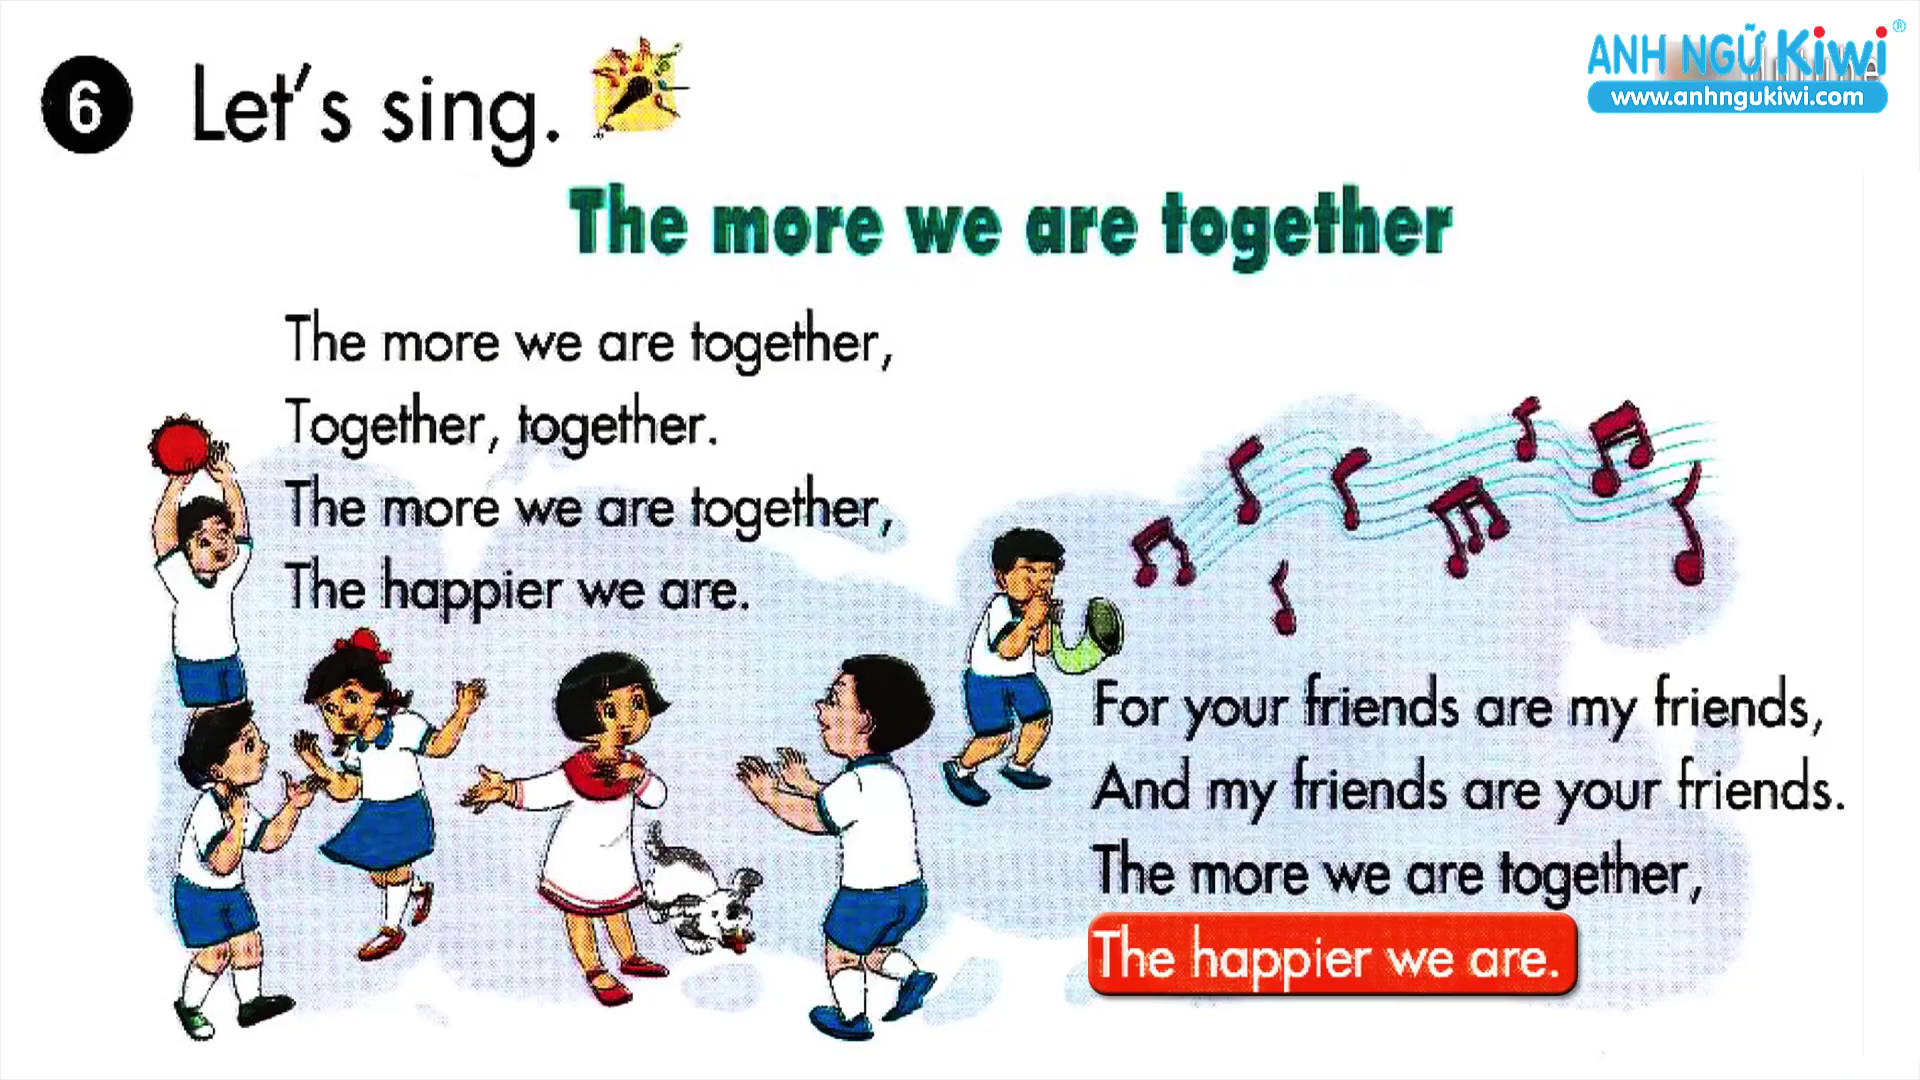 6 Let's sing.
ANH NGỮ Kiwi®
www.anhngukiwi.com
The more we are together
The more we are together,
Together, together.
The more we are together,
The happier we are.
For your friends are my friends,
And my friends are your friends.
The more we are together,
The happier we are.